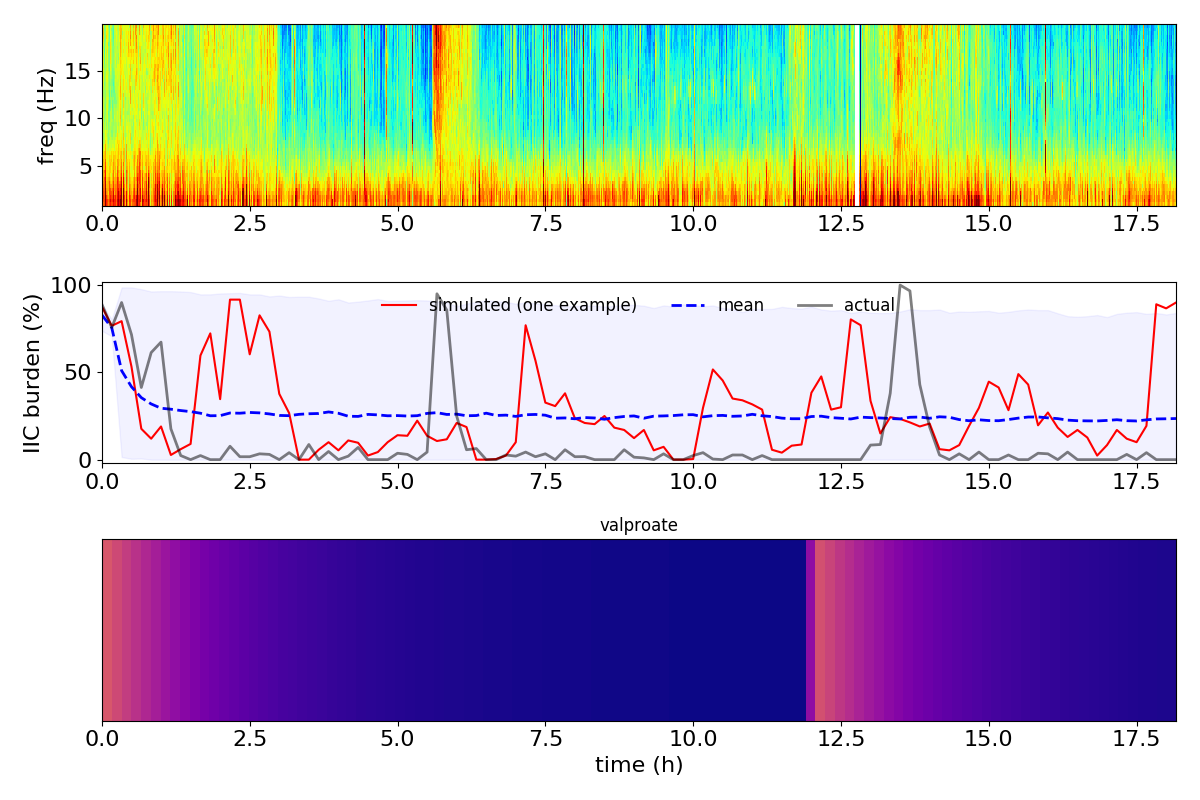 freq (Hz)
15
10
5
0.0 2.5 5.0 7.5 10.0 12.5 15.0 17.5
IIC burden (%)
100
50
0
simulated (one example) mean actual
0.0 2.5 5.0 7.5 10.0 12.5 15.0 17.5
valproate
0.0 2.5 5.0 7.5 10.0 12.5 15.0 17.5
time (h)